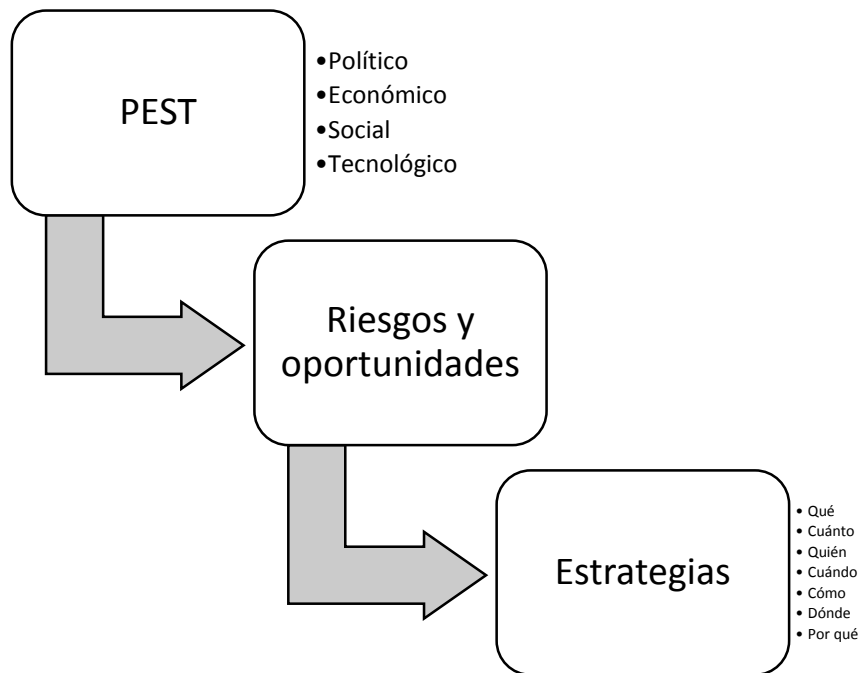 PEST
•Político
•Económico
•Social
•Tecnológico
Riesgos y
oportunidades
Estrategias
• Qué
• Cuánto
• Quién
• Cuándo
• Cómo
• Dónde
• Por qué